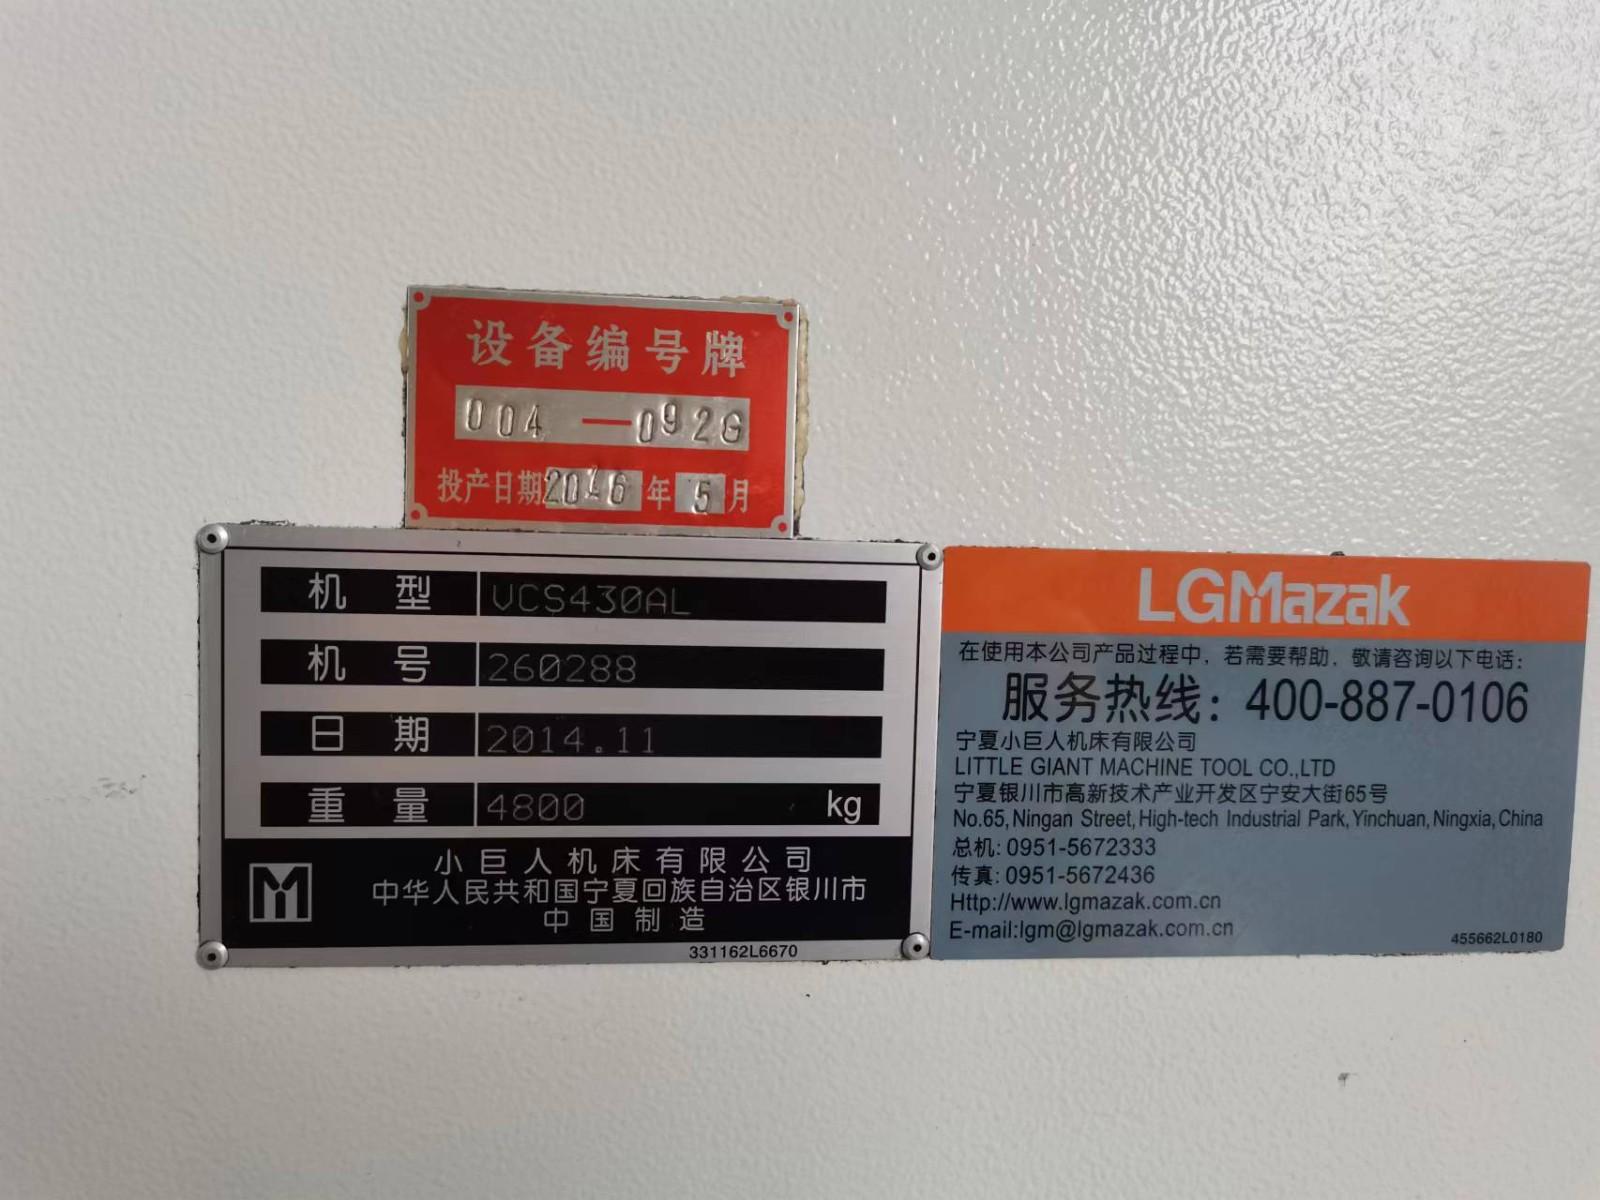 设备编号牌
004 — 092G
投产日期2016年5月
机型 VCS430AL
机号 260288
日期 2014.11
重量 4800 kg
小巨人机床有限公司
中华人民共和国宁夏回族自治区银川市
中国制造
331162L6670
LGMazak
在使用本公司产品过程中，若需要帮助，敬请咨询以下电话：
服务热线：400-887-0106
宁夏小巨人机床有限公司
LITTLE GIANT MACHINE TOOL CO.,LTD
宁夏银川市高新技术产业开发区宁安大街65号
No.65, Ningan Street, High-tech Industrial Park, Yinchuan, Ningxia, China
总机: 0951-5672333
传真: 0951-5672436
Http://www.lgmazak.com.cn
E-mail:lgm@lgmazak.com.cn
455662L0180